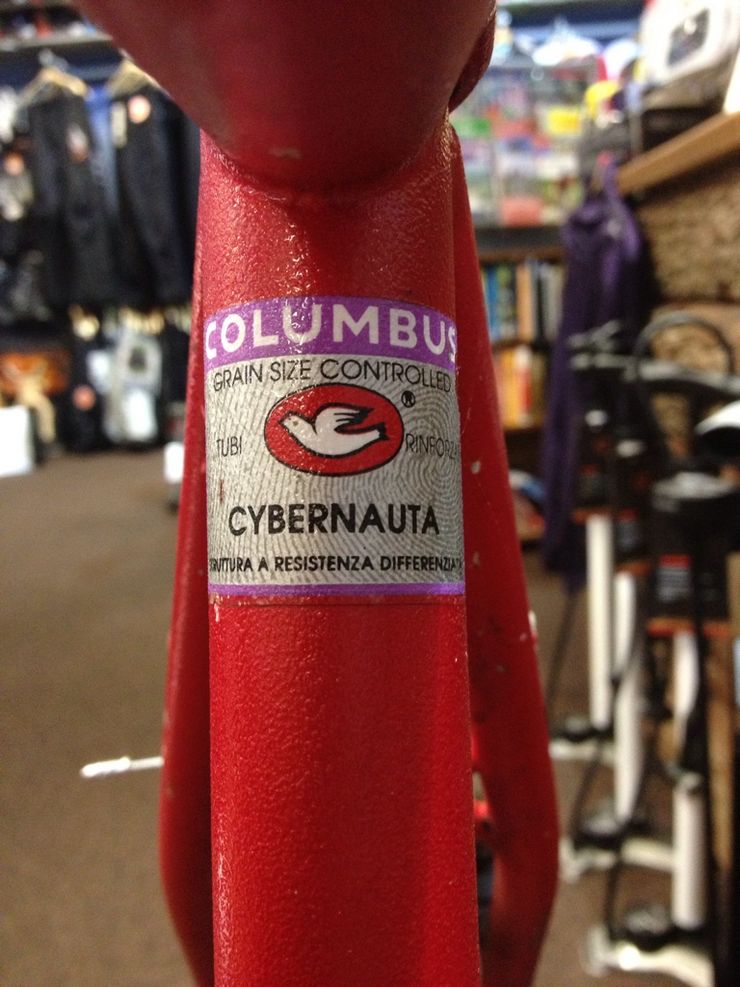 COLUMBUS
GRAIN SIZE CONTROLLED
®
TUBI
CYBERNAUTA
A RESISTENZA